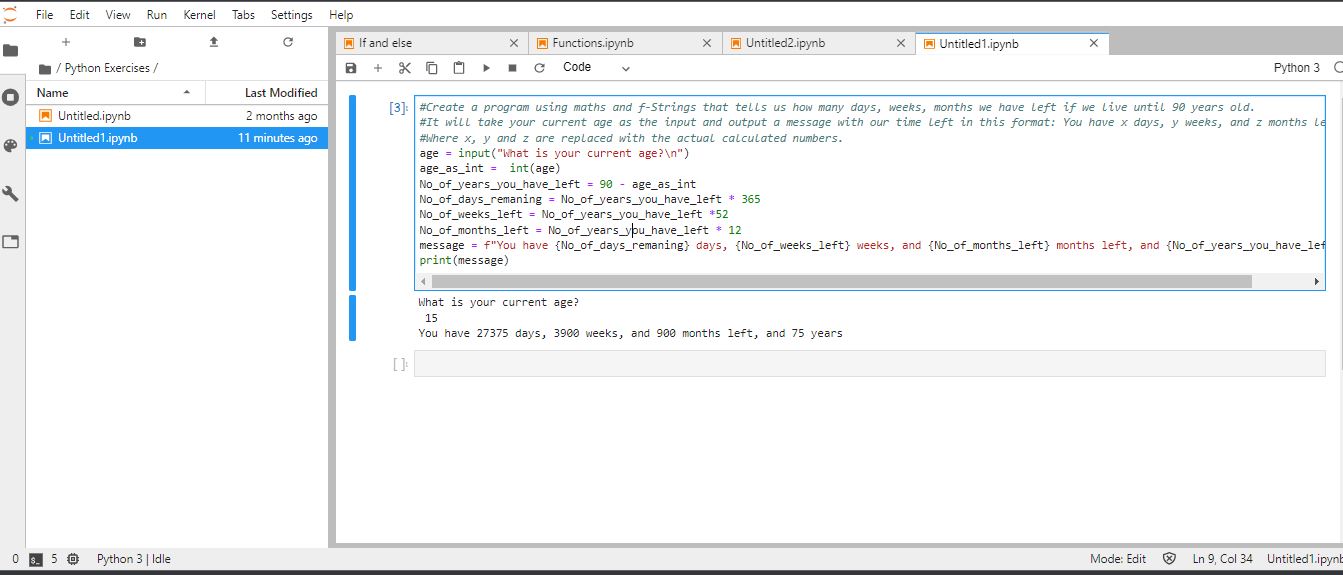 File Edit View Run Kernel Tabs Settings Help
/ Python Exercises /
Name Last Modified
Untitled.ipynb 2 months ago
Untitled1.ipynb 11 minutes ago
If and else Functions.ipynb Untitled2.ipynb Untitled1.ipynb
Code Python 3
[3]:
#Create a program using maths and f-Strings that tells us how many days, weeks, months we have left if we live until 90 years old.
#It will take your current age as the input and output a message with our time left in this format: You have x days, y weeks, and z months le
#Where x, y and z are replaced with the actual calculated numbers.
age = input("What is your current age?\n")
age_as_int =  int(age)
No_of_years_you_have_left = 90 - age_as_int
No_of_days_remaning = No_of_years_you_have_left * 365
No_of_weeks_left = No_of_years_you_have_left *52
No_of_months_left = No_of_years_you_have_left * 12
message = f"You have {No_of_days_remaning} days, {No_of_weeks_left} weeks, and {No_of_months_left} months left, and {No_of_years_you_have_lef
print(message)
What is your current age?
15
You have 27375 days, 3900 weeks, and 900 months left, and 75 years
[ ]:
0 5 Python 3 | Idle Mode: Edit Ln 9, Col 34 Untitled1.ipynb